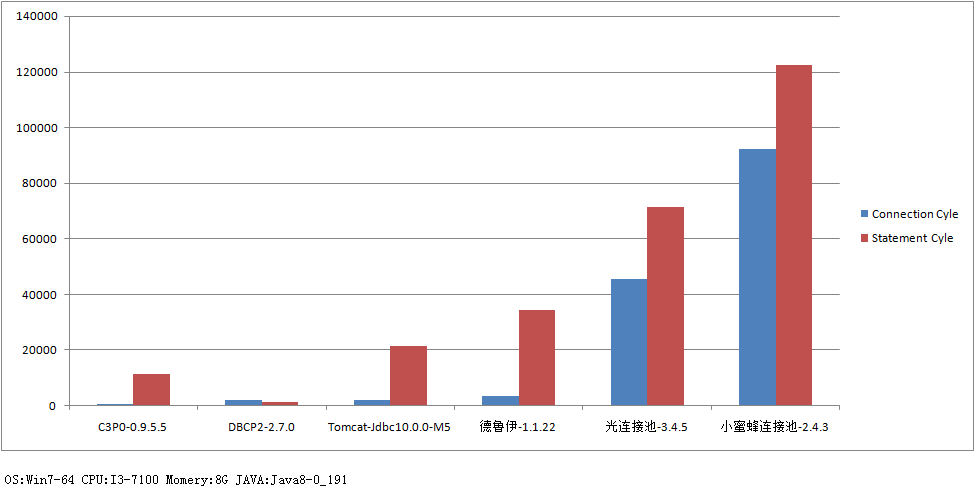 140000
120000
100000
80000
60000
40000
20000
0
C3P0-0.9.5.5 DBCP2-2.7.0 Tomcat-Jdbc10.0.0-M5 德鲁伊-1.1.22 光连接池-3.4.5 小蜜蜂连接池-2.4.3
Connection Cyle
Statement Cyle
OS:Win7-64 CPU:I3-7100 Momery:8G JAVA:Java8-0_191